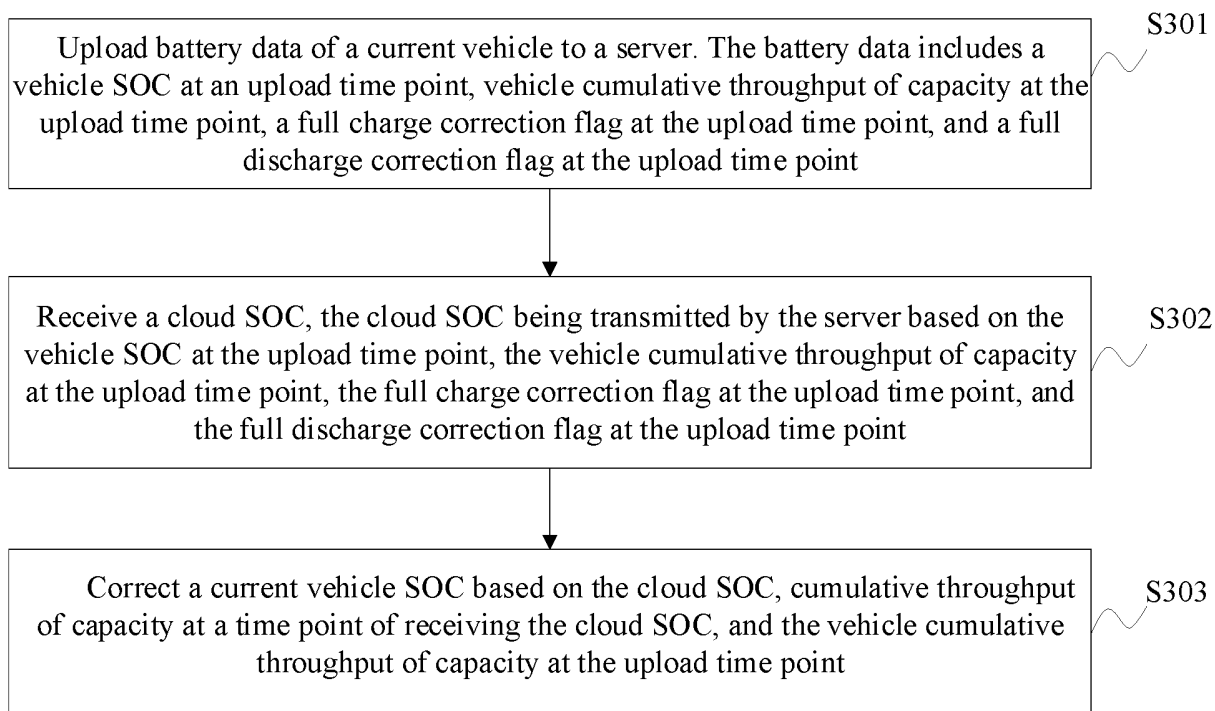 S301
Upload battery data of a current vehicle to a server. The battery data includes a
vehicle SOC at an upload time point, vehicle cumulative throughput of capacity at the
upload time point, a full charge correction flag at the upload time point, and a full
discharge correction flag at the upload time point
S302
Receive a cloud SOC, the cloud SOC being transmitted by the server based on the
vehicle SOC at the upload time point, the vehicle cumulative throughput of capacity
at the upload time point, the full charge correction flag at the upload time point, and
the full discharge correction flag at the upload time point
S303
Correct a current vehicle SOC based on the cloud SOC, cumulative throughput
of capacity at a time point of receiving the cloud SOC, and the vehicle cumulative
throughput of capacity at the upload time point